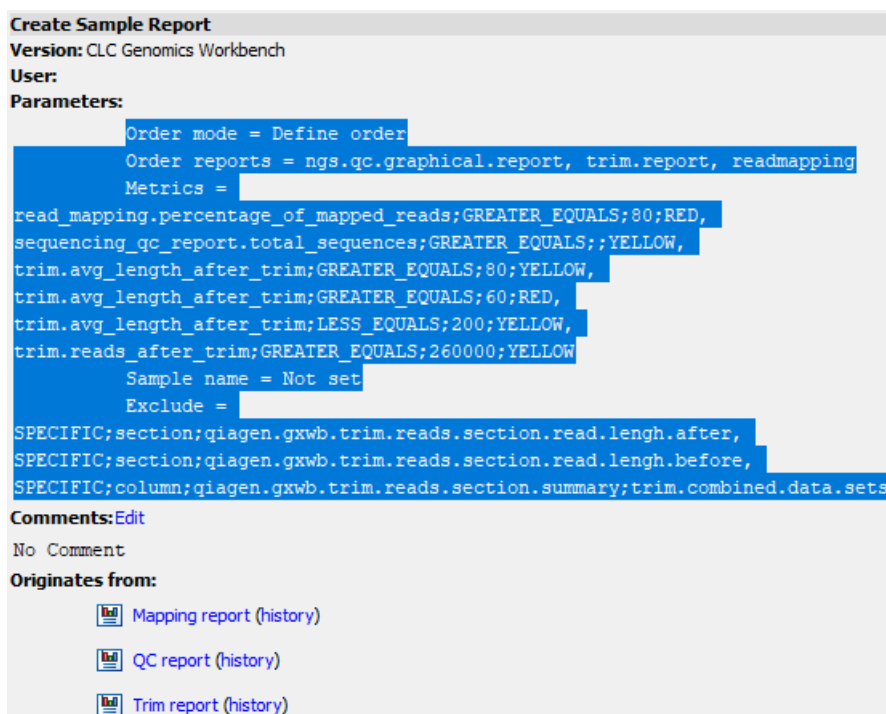 Create Sample Report
Version: CLC Genomics Workbench
User:
Parameters:
Order mode = Define order
Order reports = ngs.qc.graphical.report, trim.report, readmapping
Metrics =
read_mapping.percentage_of_mapped_reads;GREATER_EQUALS;80;RED,
sequencing_qc_report.total_sequences;GREATER_EQUALS;;YELLOW,
trim.avg_length_after_trim;GREATER_EQUALS;80;YELLOW,
trim.avg_length_after_trim;GREATER_EQUALS;60;RED,
trim.avg_length_after_trim;LESS_EQUALS;200;YELLOW,
trim.reads_after_trim;GREATER_EQUALS;260000;YELLOW
Sample name = Not set
Exclude =
SPECIFIC;section;qiagen.gxwb.trim.reads.section.read.lengh.after,
SPECIFIC;section;qiagen.gxwb.trim.reads.section.read.lengh.before,
SPECIFIC;column;qiagen.gxwb.trim.reads.section.summary;trim.combined.data.sets
Comments:Edit
No Comment
Originates from:
Mapping report (history)
QC report (history)
Trim report (history)